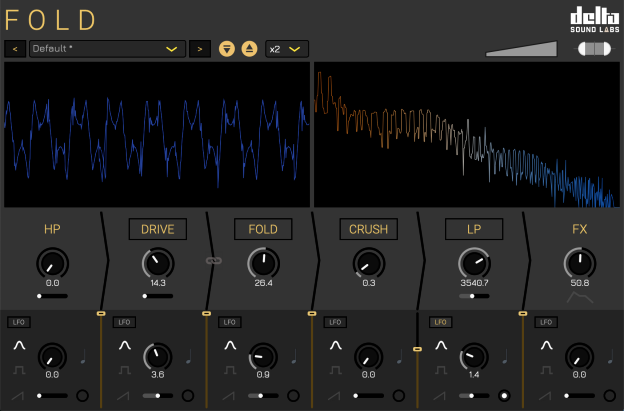 FOLD
delta
SOUND LABS
< Default * > x2
HP DRIVE FOLD CRUSH LP FX
0.0 14.3 26.4 0.3 3540.7 50.8
LFO LFO LFO LFO LFO LFO
0.0 3.6 0.9 0.0 1.4 0.0